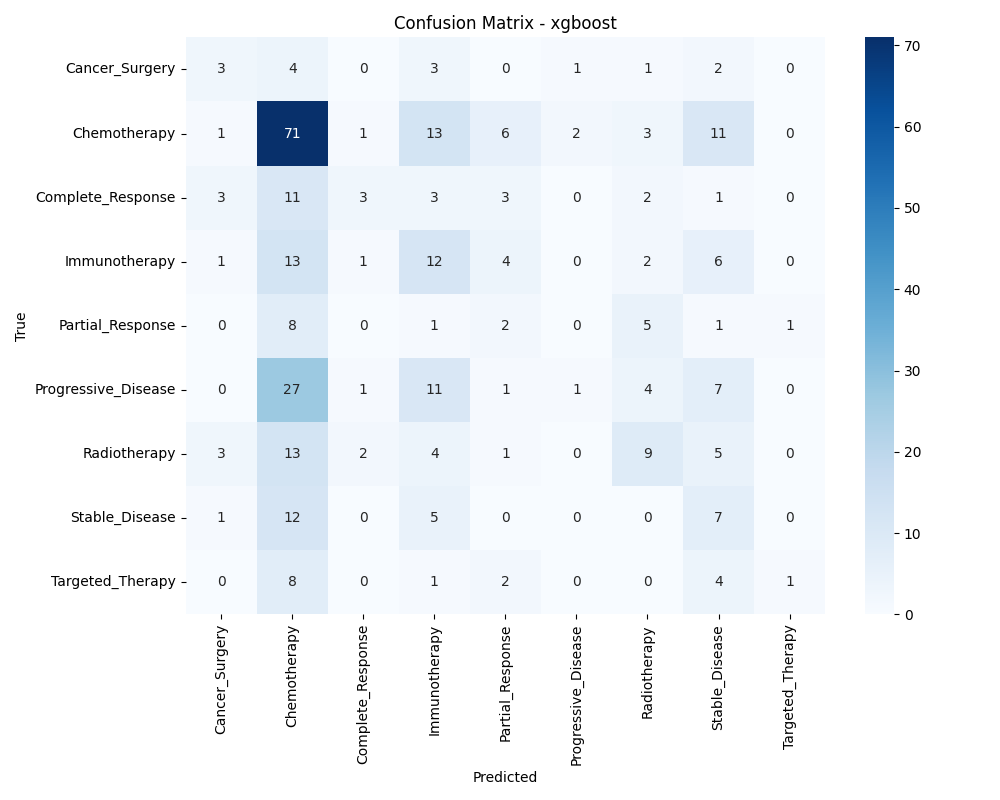 Confusion Matrix - xgboost
Cancer_Surgery 3 4 0 3 0 1 1 2 0
Chemotherapy 1 71 1 13 6 2 3 11 0
Complete_Response 3 11 3 3 3 0 2 1 0
Immunotherapy 1 13 1 12 4 0 2 6 0
Partial_Response 0 8 0 1 2 0 5 1 1
Progressive_Disease 0 27 1 11 1 1 4 7 0
Radiotherapy 3 13 2 4 1 0 9 5 0
Stable_Disease 1 12 0 5 0 0 0 7 0
Targeted_Therapy 0 8 0 1 2 0 0 4 1
True
Cancer_Surgery
Chemotherapy
Complete_Response
Immunotherapy
Partial_Response
Progressive_Disease
Radiotherapy
Stable_Disease
Targeted_Therapy
Predicted
70
60
50
40
30
20
10
0